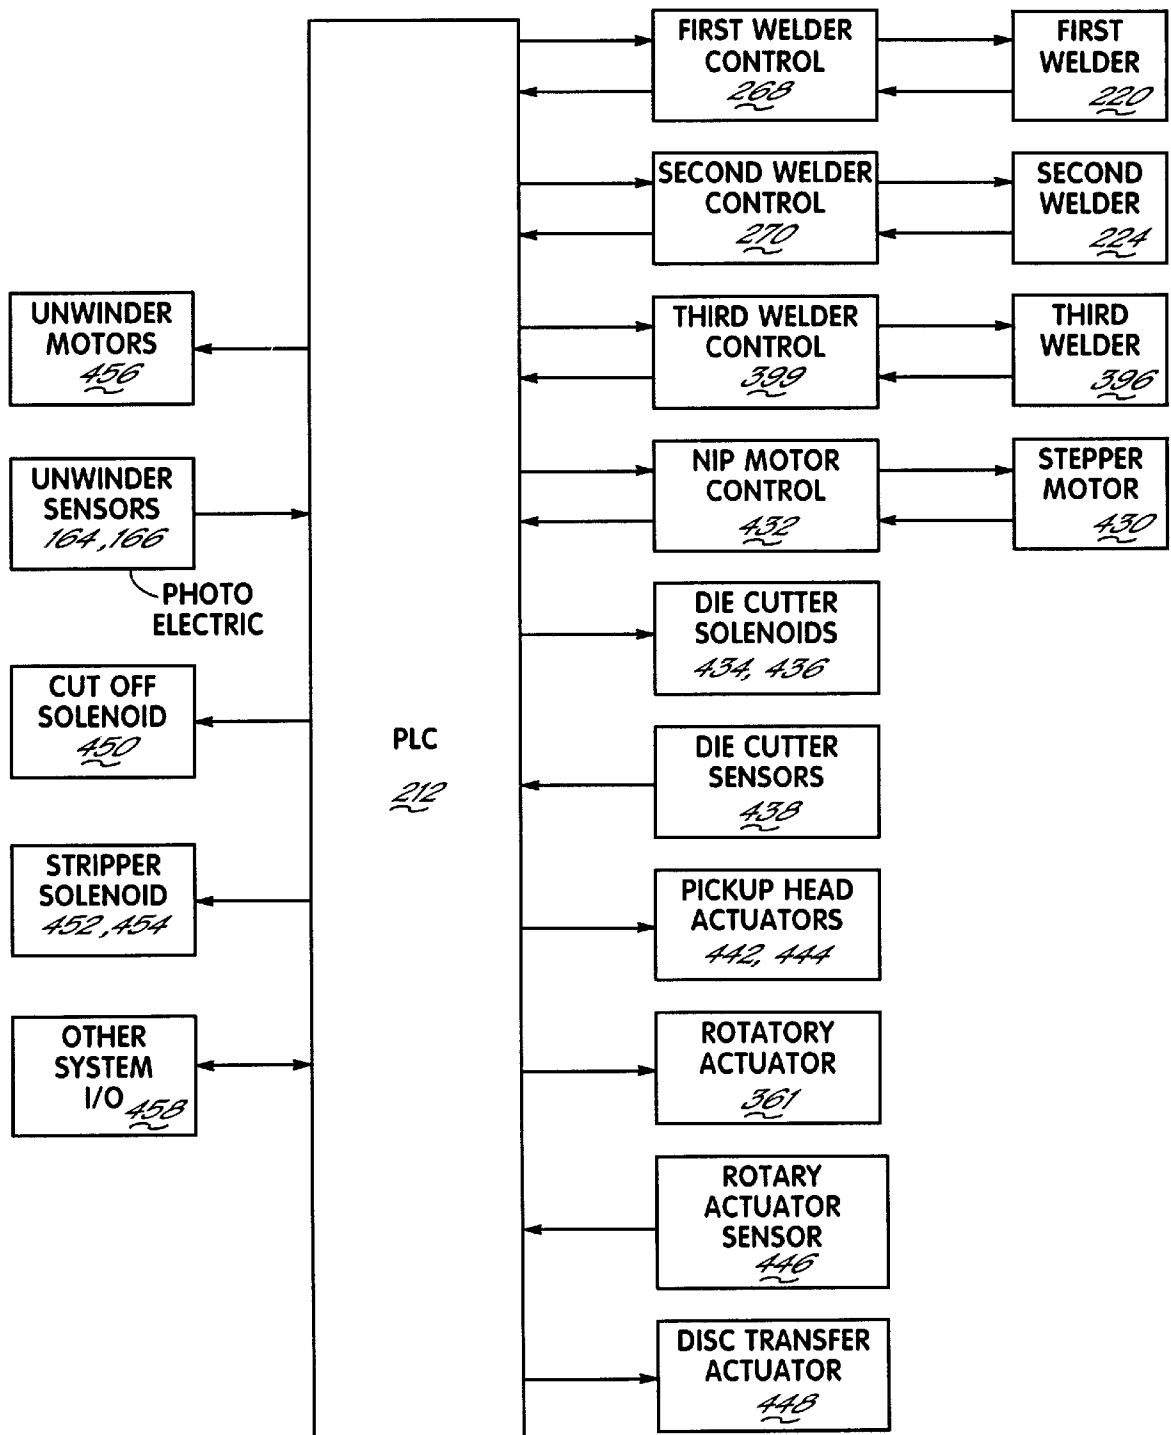 UNWINDER
MOTORS
456
UNWINDER
SENSORS
164, 166
PHOTO
ELECTRIC
CUT OFF
SOLENOID
450
STRIPPER
SOLENOID
452, 454
OTHER
SYSTEM
I/O 458
PLC
212
FIRST WELDER
CONTROL
268
FIRST
WELDER
220
SECOND WELDER
CONTROL
270
SECOND
WELDER
224
THIRD WELDER
CONTROL
399
THIRD
WELDER
396
NIP MOTOR
CONTROL
432
STEPPER
MOTOR
430
DIE CUTTER
SOLENOIDS
434, 436
DIE CUTTER
SENSORS
438
PICKUP HEAD
ACTUATORS
442, 444
ROTATORY
ACTUATOR
361
ROTARY
ACTUATOR
SENSOR
446
DISC TRANSFER
ACTUATOR
448